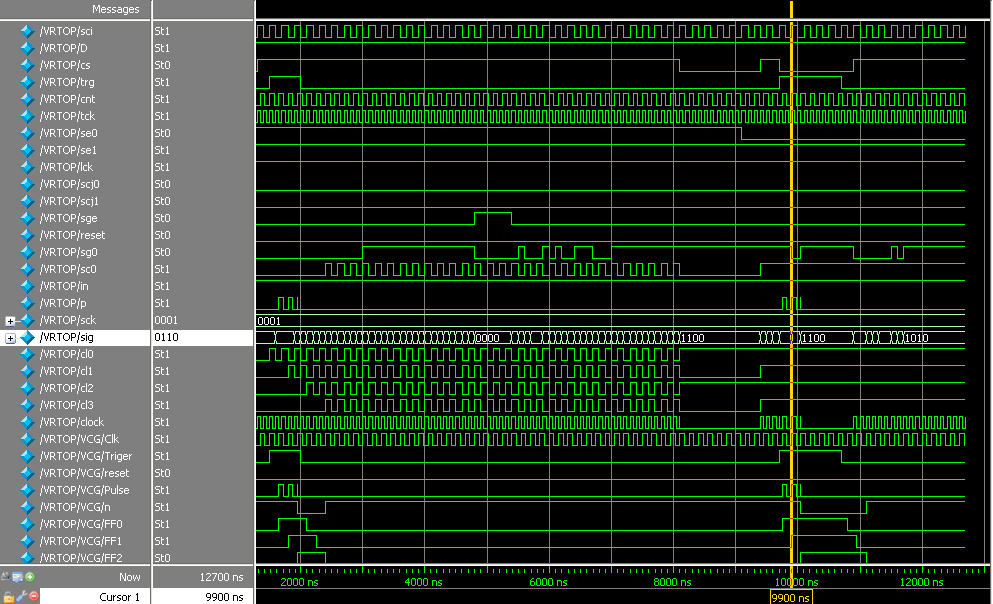 Messages
/VRTOP/sci St1
/VRTOP/D St1
/VRTOP/cs St0
/VRTOP/trg St1
/VRTOP/cnt St1
/VRTOP/tck St1
/VRTOP/se0 St0
/VRTOP/se1 St0
/VRTOP/lck St1
/VRTOP/scj0 St0
/VRTOP/scj1 St0
/VRTOP/sge St0
/VRTOP/reset St0
/VRTOP/sg0 St0
/VRTOP/sc0 St1
/VRTOP/in St1
/VRTOP/p St1
/VRTOP/sck 0001 0001
/VRTOP/sig 0110 0000 1100 1100 1010
/VRTOP/cl0 St1
/VRTOP/cl1 St1
/VRTOP/cl2 St1
/VRTOP/cl3 St1
/VRTOP/clock St1
/VRTOP/VCG/Clk St1
/VRTOP/VCG/Triger St1
/VRTOP/VCG/reset St0
/VRTOP/VCG/Pulse St1
/VRTOP/VCG/n St1
/VRTOP/VCG/FF0 St1
/VRTOP/VCG/FF1 St1
/VRTOP/VCG/FF2 St0
Now 12700 ns 2000 ns 4000 ns 6000 ns 8000 ns 10000 ns 12000 ns
Cursor 1 9900 ns 9900 ns